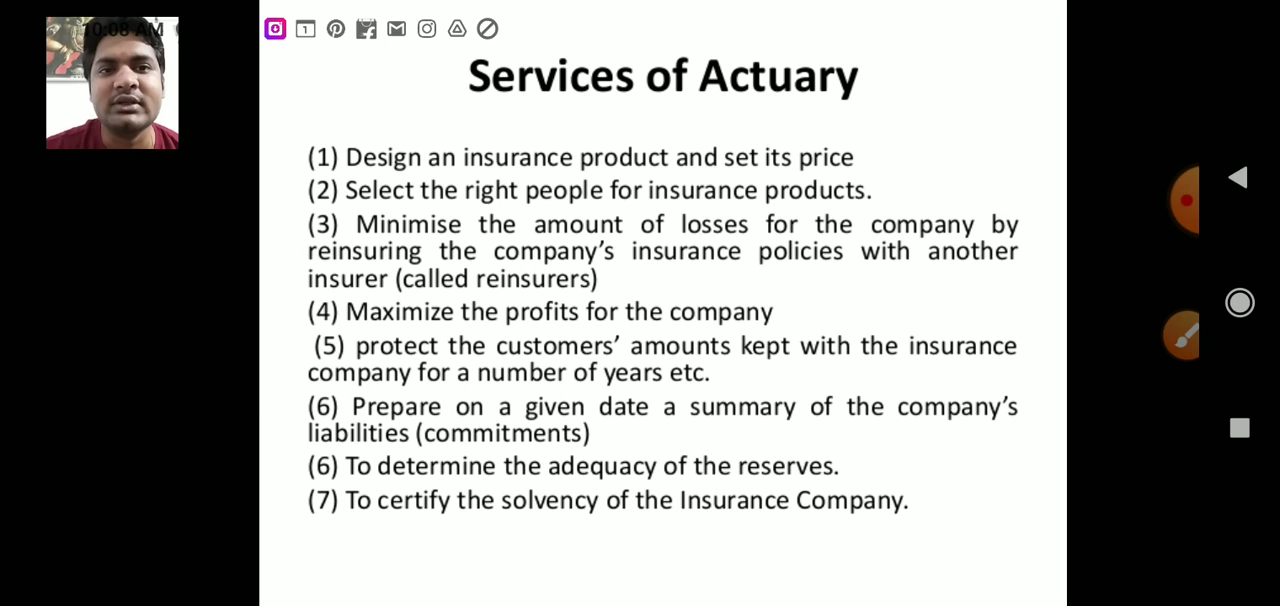 10:08 AM
Services of Actuary
(1) Design an insurance product and set its price
(2) Select the right people for insurance products.
(3) Minimise the amount of losses for the company by
reinsuring the company’s insurance policies with another
insurer (called reinsurers)
(4) Maximize the profits for the company
(5) protect the customers’ amounts kept with the insurance
company for a number of years etc.
(6) Prepare on a given date a summary of the company’s
liabilities (commitments)
(6) To determine the adequacy of the reserves.
(7) To certify the solvency of the Insurance Company.